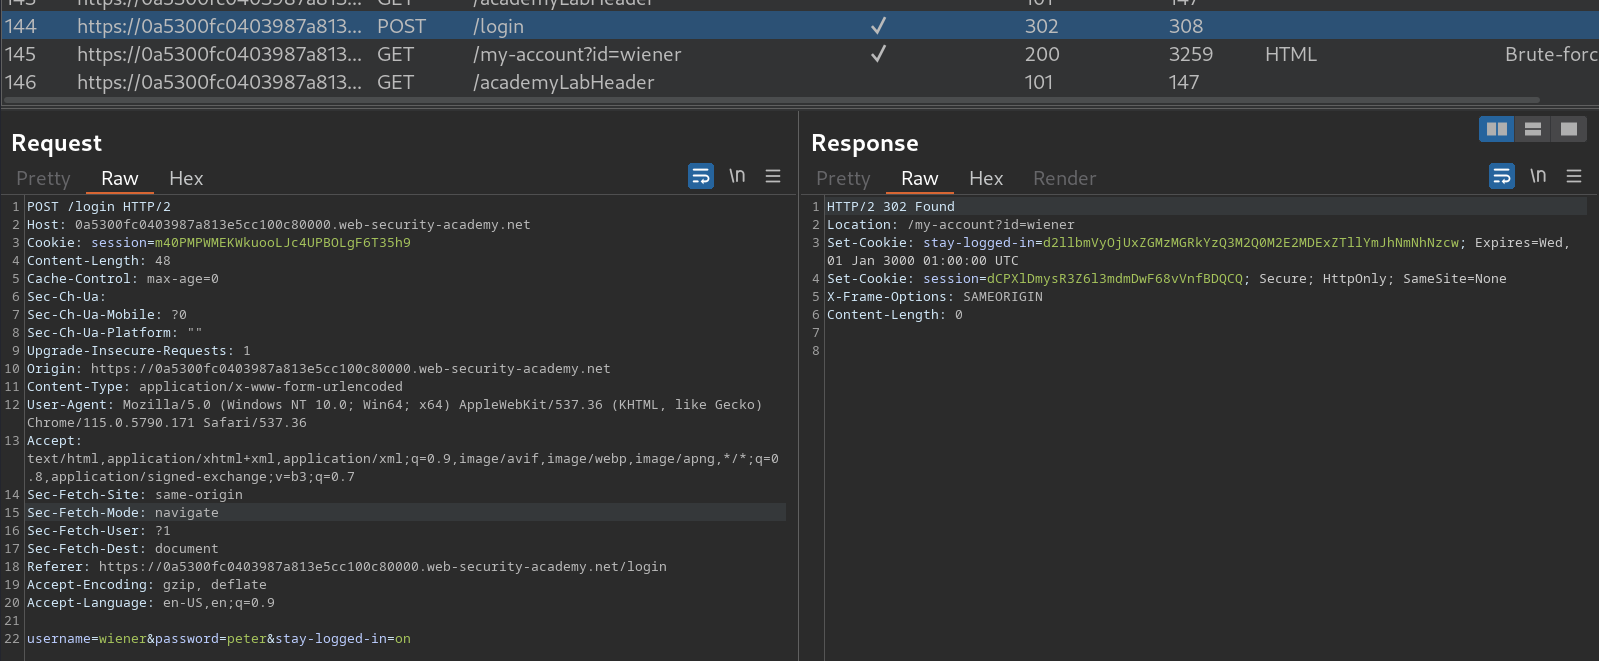 143 GET /academyLabHeader 101 147
144 https://0a5300fc0403987a813... POST /login ✓ 302 308
145 https://0a5300fc0403987a813... GET /my-account?id=wiener ✓ 200 3259 HTML Brute-forc
146 https://0a5300fc0403987a813... GET /academyLabHeader 101 147
Request
Pretty Raw Hex \n
1 POST /login HTTP/2
2 Host: 0a5300fc0403987a813e5cc100c80000.web-security-academy.net
3 Cookie: session=m40PMPWMEKWkuooLJc4UPBOLgF6T35h9
4 Content-Length: 48
5 Cache-Control: max-age=0
6 Sec-Ch-Ua:
7 Sec-Ch-Ua-Mobile: ?0
8 Sec-Ch-Ua-Platform: ""
9 Upgrade-Insecure-Requests: 1
10 Origin: https://0a5300fc0403987a813e5cc100c80000.web-security-academy.net
11 Content-Type: application/x-www-form-urlencoded
12 User-Agent: Mozilla/5.0 (Windows NT 10.0; Win64; x64) AppleWebKit/537.36 (KHTML, like Gecko)
Chrome/115.0.5790.171 Safari/537.36
13 Accept:
text/html,application/xhtml+xml,application/xml;q=0.9,image/avif,image/webp,image/apng,*/*;q=0
.8,application/signed-exchange;v=b3;q=0.7
14 Sec-Fetch-Site: same-origin
15 Sec-Fetch-Mode: navigate
16 Sec-Fetch-User: ?1
17 Sec-Fetch-Dest: document
18 Referer: https://0a5300fc0403987a813e5cc100c80000.web-security-academy.net/login
19 Accept-Encoding: gzip, deflate
20 Accept-Language: en-US,en;q=0.9
21
22 username=wiener&password=peter&stay-logged-in=on
Response
Pretty Raw Hex Render \n
1 HTTP/2 302 Found
2 Location: /my-account?id=wiener
3 Set-Cookie: stay-logged-in=d2llbmVyOjUxZGMzMGRkYzQ3M2Q0M2E2MDExZTllYmJhNmNhNzcw; Expires=Wed,
01 Jan 3000 01:00:00 UTC
4 Set-Cookie: session=dCPXlDmysR3Z6l3mdmDwF68vVnfBDQCQ; Secure; HttpOnly; SameSite=None
5 X-Frame-Options: SAMEORIGIN
6 Content-Length: 0
7
8